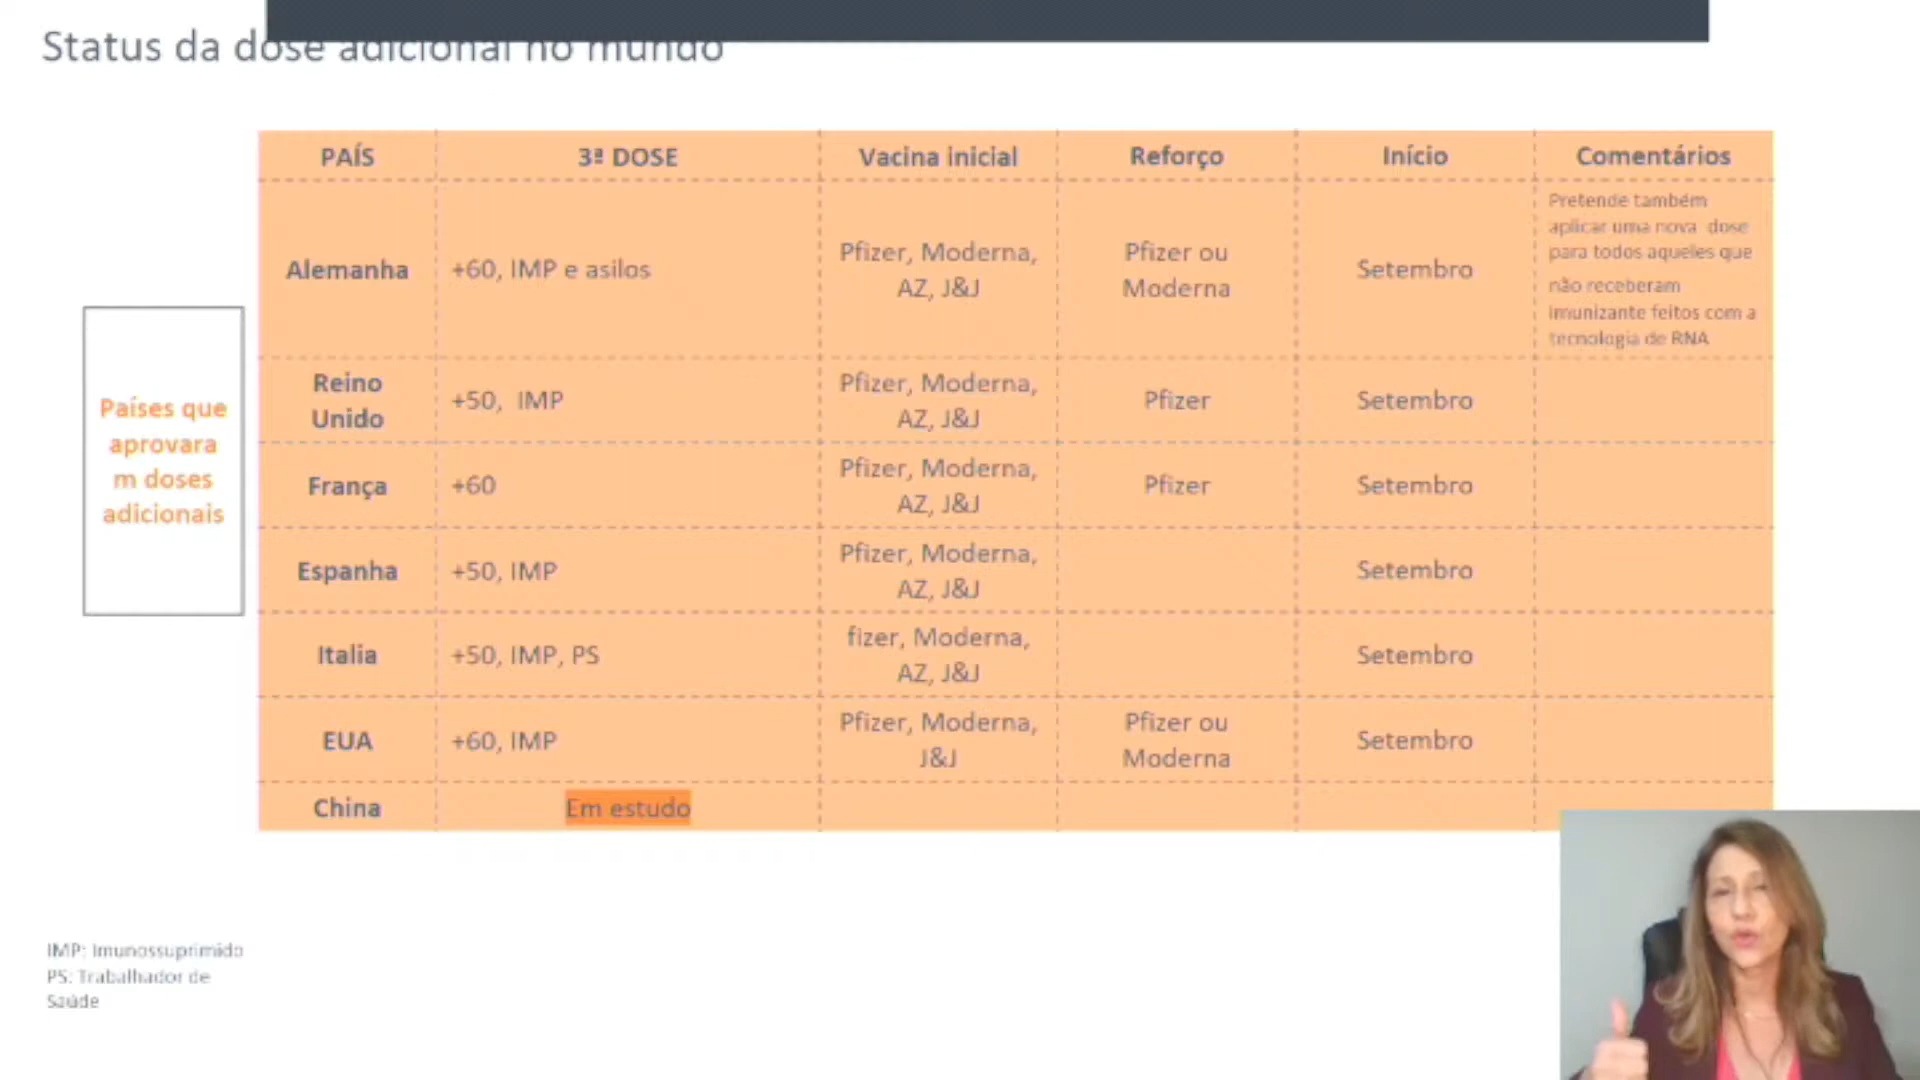 Status da dose adicional no mundo
PAÍS 3ª DOSE Vacina inicial Reforço Início Comentários
Alemanha +60, IMP e asilos Pfizer, Moderna, Pfizer ou Setembro Pretende também
AZ, J&J Moderna aplicar uma nova dose
para todos aqueles que
não receberam
imunizante feitos com a
tecnologia de RNA
Reino +50, IMP Pfizer, Moderna, Pfizer Setembro
Unido AZ, J&J
França +60 Pfizer, Moderna, Pfizer Setembro
AZ, J&J
Espanha +50, IMP Pfizer, Moderna, Setembro
AZ, J&J
Italia +50, IMP, PS fizer, Moderna, Setembro
AZ, J&J
EUA +60, IMP Pfizer, Moderna, Pfizer ou Setembro
J&J Moderna
China Em estudo
Países que
aprovara
m doses
adicionais
IMP: Imunossuprimido
PS: Trabalhador de
Saúde